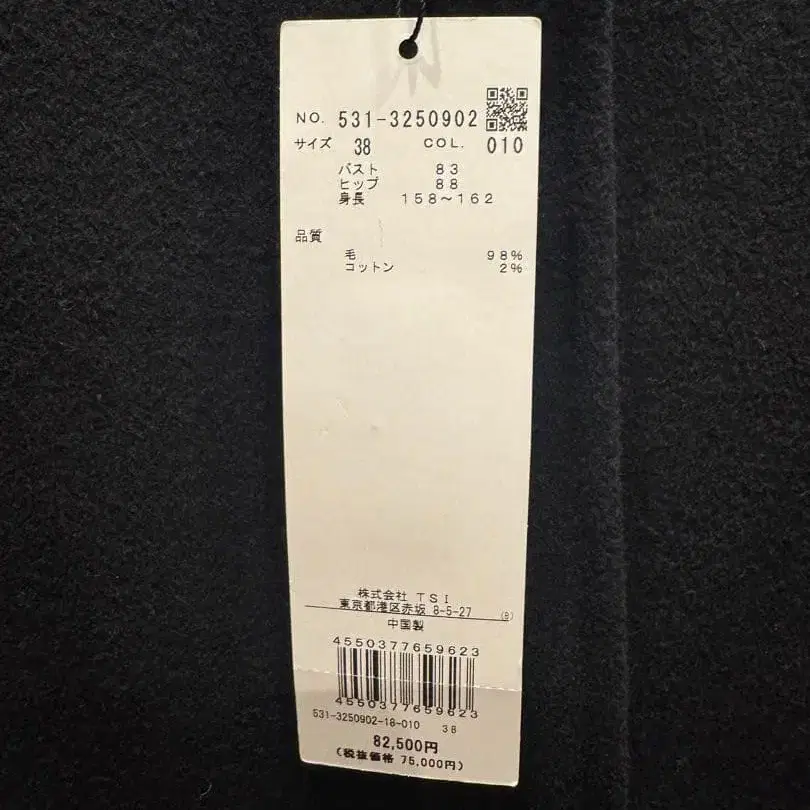 NO. 531-3250902
サイズ 38 COL. 010
バスト 83
ヒップ 88
身長 158～162
品質
毛 98%
コットン 2%
株式会社 TSI
東京都港区赤坂 8-5-27 (B)
中国製
4550377659623
4550377659623
531-3250902-18-010 38
82,500円
(税抜価格 75,000円)